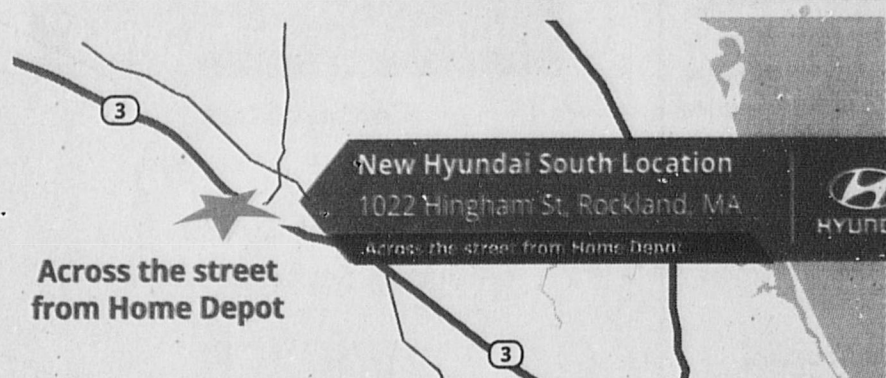 3
New Hyundai South Location
1022 Hingham St, Rockland, MA
Across the street from Home Depot
HYUND
Across the street
from Home Depot
3